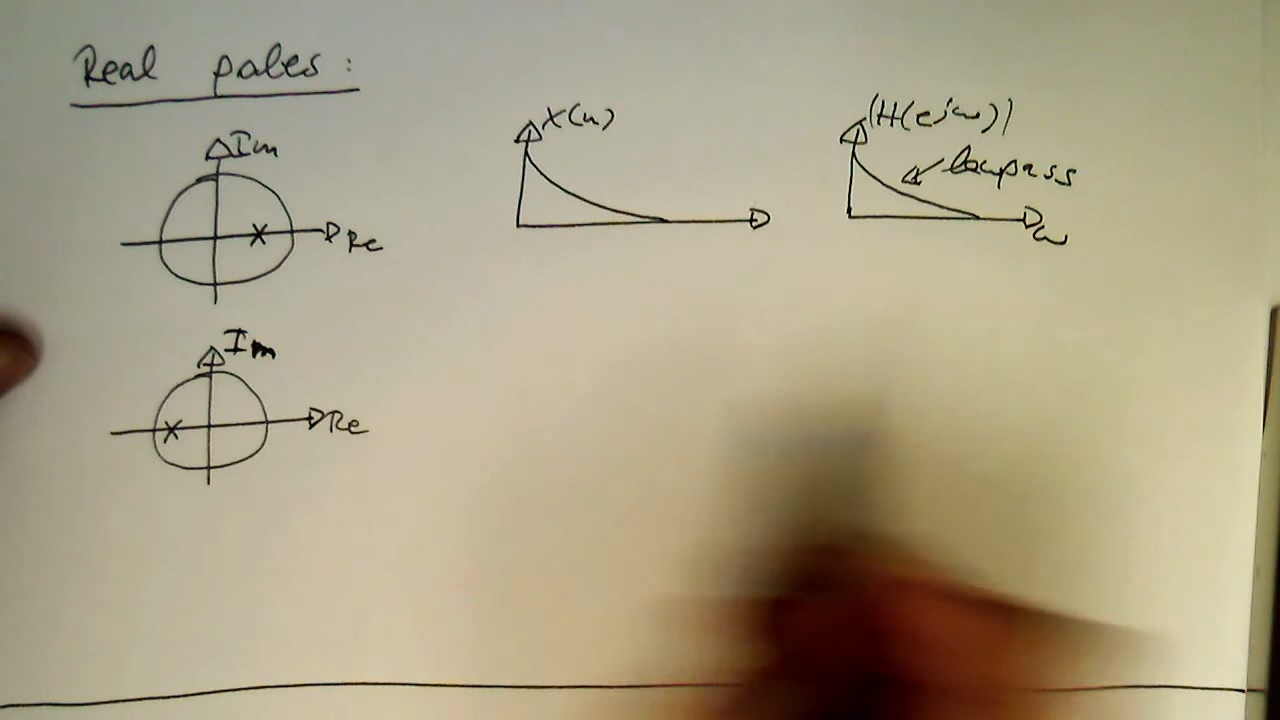 Real poles:
Im
Re
x(n)
|H(e^jω)|
lowpass
ω
Im
Re